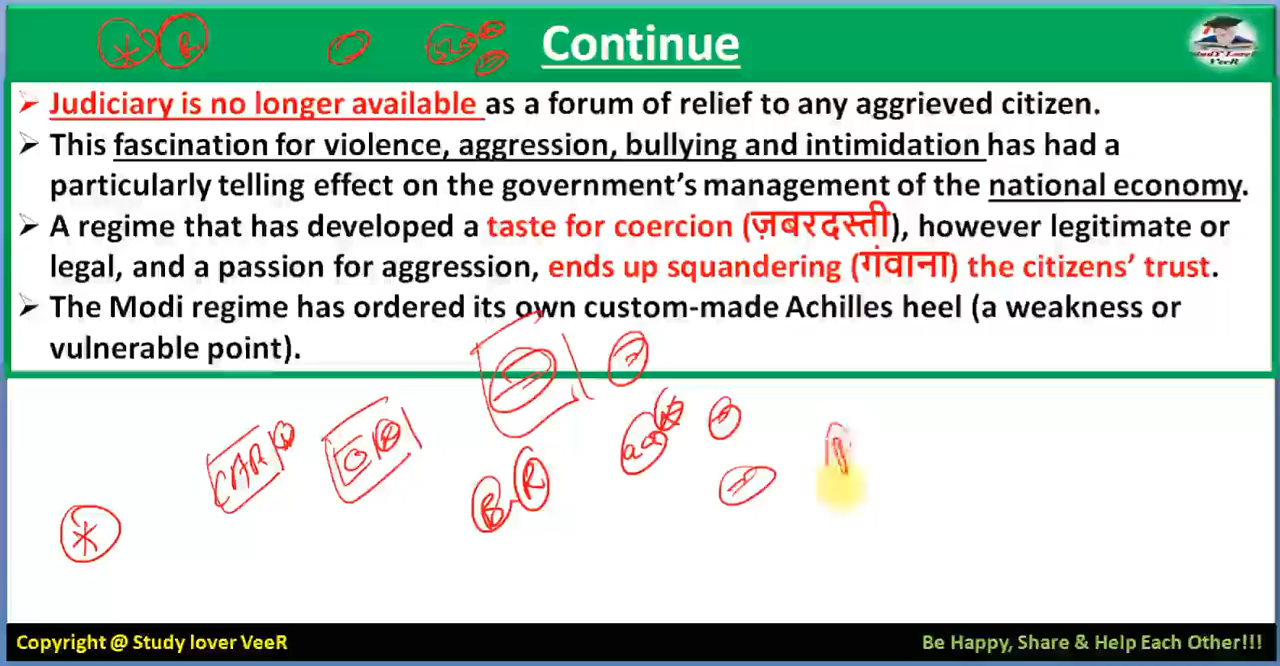 Continue
StudY Lover
VeeR
➢ Judiciary is no longer available as a forum of relief to any aggrieved citizen.
➢ This fascination for violence, aggression, bullying and intimidation has had a
particularly telling effect on the government's management of the national economy.
➢ A regime that has developed a taste for coercion (ज़बरदस्ती), however legitimate or
legal, and a passion for aggression, ends up squandering (गंवाना) the citizens' trust.
➢ The Modi regime has ordered its own custom-made Achilles heel (a weakness or
vulnerable point).
CAR
B R
Copyright @ Study lover VeeR
Be Happy, Share & Help Each Other!!!